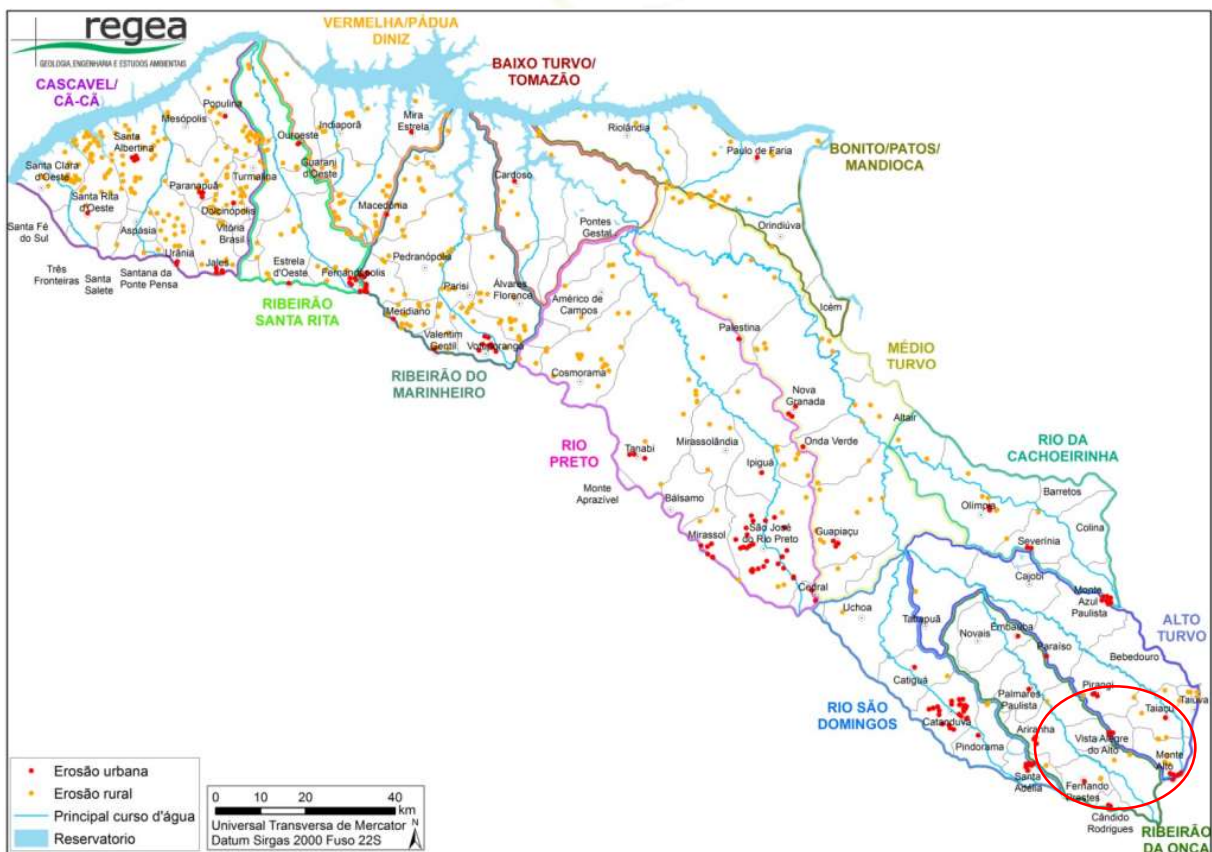 regea
GEOLOGIA, ENGENHARIA E ESTUDOS AMBIENTAIS
VERMELHA/PÁDUA
DINIZ
BAIXO TURVO/
TOMAZÃO
CASCAVEL/
CÃ-CÃ
BONITO/PATOS/
MANDIOCA
Populina
Mesópolis
Santa
Albertina
Santa Clara
d'Oeste
Santa Rita
d'Oeste
Paranapuã
Turmalina
Dolcinópolis
Vitória
Brasil
Aspásia
Santa Fé
do Sul
Urânia
Jales
Três
Fronteiras
Santa
Salete
Santana da
Ponte Pensa
Ouroeste
Indiaporã
Mira
Estrela
Guarani
d'Oeste
Macedônia
Cardoso
Riolândia
Paulo de Faria
Orindiúva
Icém
Pontes
Gestal
Estrela
d'Oeste
Fernandópolis
Pedranópolis
Parisi
Álvares
Florence
Meridiano
Valentim
Gentil
Votuporanga
RIBEIRÃO
SANTA RITA
RIBEIRÃO DO
MARINHEIRO
Américo de
Campos
Cosmorama
Palestina
MÉDIO
TURVO
Nova
Granada
Altair
RIO
PRETO
Tanabi
Mirassolândia
Onda Verde
Ipiguá
Monte
Aprazível
Bálsamo
Mirassol
São José
do Rio Preto
Guapiaçu
Cedral
Uchoa
RIO DA
CACHOEIRINHA
Barretos
Olímpia
Colina
Severínia
Cajobi
Monte
Azul
Paulista
ALTO
TURVO
Tabapuã
Novais
Embaúba
Paraíso
Bebedouro
Catiguá
Pirangi
Palmares
Paulista
Taiaçu
Taiúva
RIO SÃO
DOMINGOS
Catanduva
Ariranha
Vista Alegre
do Alto
Pindorama
Monte
Alto
Santa
Adélia
Fernando
Prestes
Cândido
Rodrigues
RIBEIRÃO
DA ONÇA
Erosão urbana
Erosão rural
Principal curso d'água
Reservatorio
0 10 20 40
km
Universal Transversa de Mercator
Datum Sirgas 2000 Fuso 22S
N